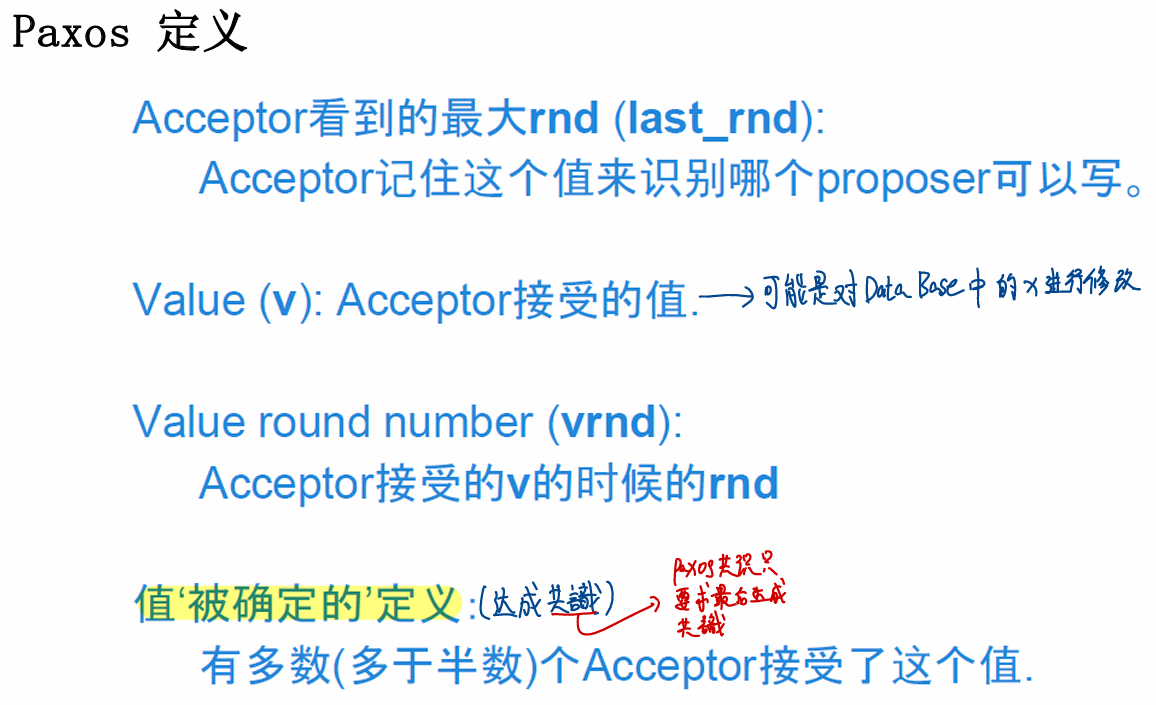 Paxos 定义
Acceptor看到的最大rnd (last_rnd):
Acceptor记住这个值来识别哪个proposer可以写。
Value (v): Acceptor接受的值.
可能是对Data Base中的x进行修改
Value round number (vrnd):
Acceptor接受的v的时候的rnd
值‘被确定的’定义:(达成共識)
paxos共识只
要求最后达成
共識
有多数(多于半数)个Acceptor接受了这个值.